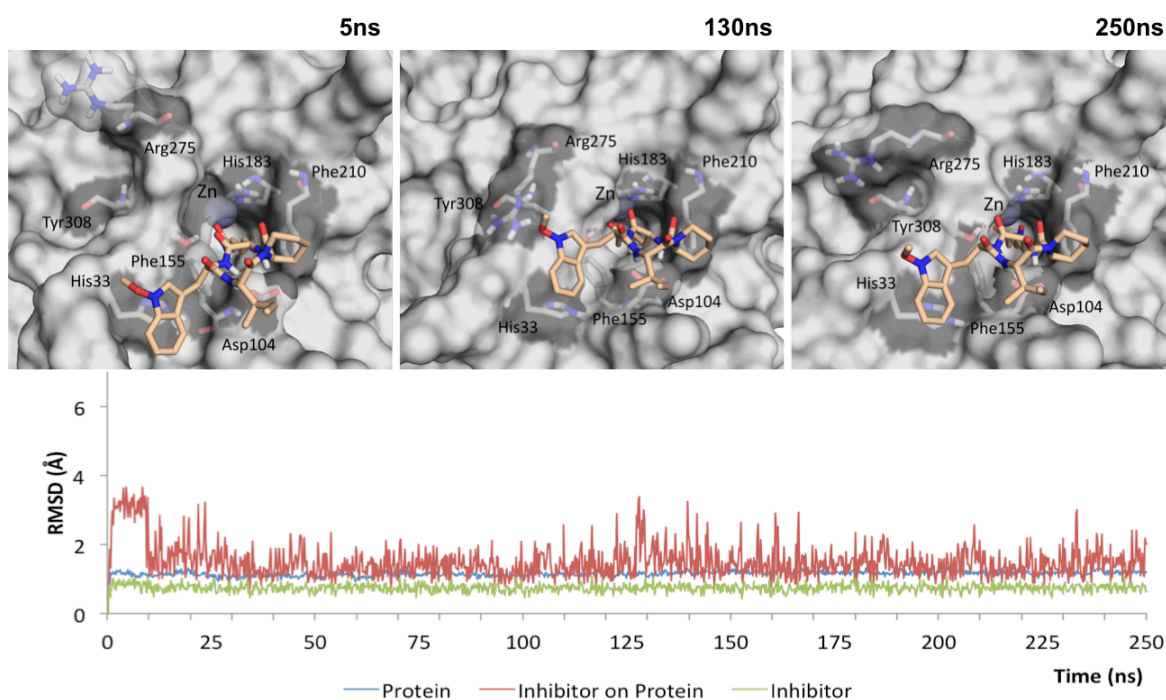 5ns
130ns
250ns
Arg275
His183
Phe210
Zn
Tyr308
Phe155
His33
Asp104
Arg275
His183
Phe210
Zn
Tyr308
Asp104
His33
Phe155
Arg275
His183
Phe210
Zn
Tyr308
His33
Asp104
Phe155
RMSD (Å)
6
4
2
0
0 25 50 75 100 125 150 175 200 225 250
Time (ns)
Protein Inhibitor on Protein Inhibitor